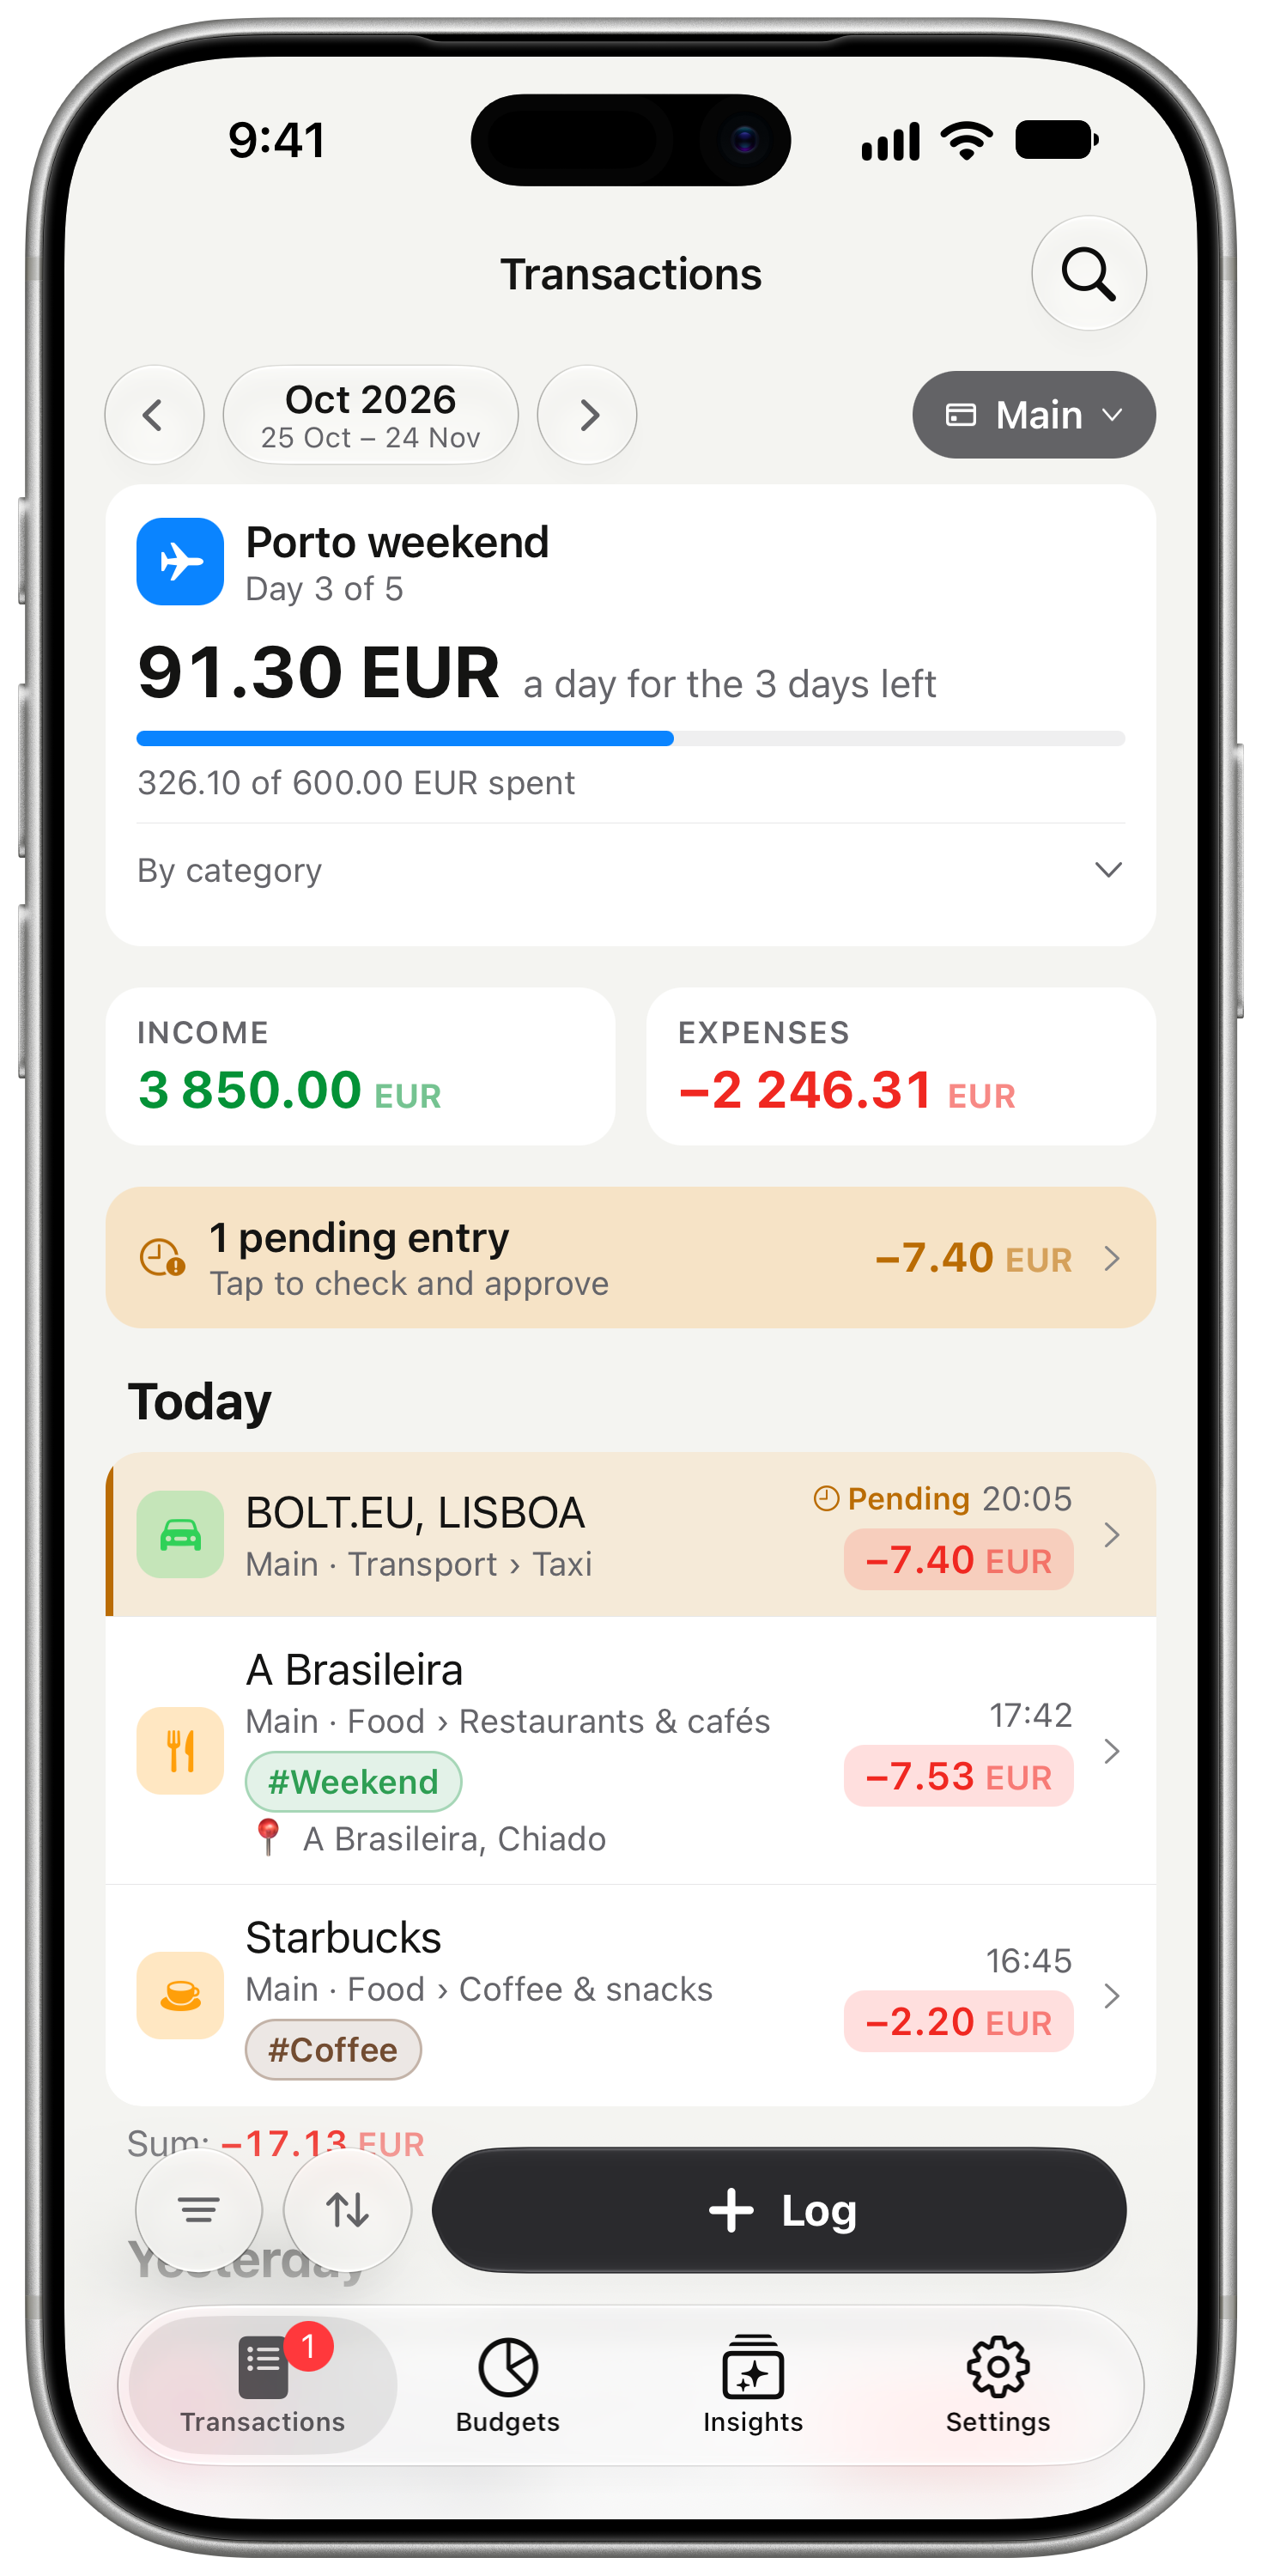 9:41
Transactions
Oct 2026
25 Oct – 24 Nov
Main
Porto weekend
Day 3 of 5
91.30 EUR a day for the 3 days left
326.10 of 600.00 EUR spent
By category
INCOME
3 850.00 EUR
EXPENSES
−2 246.31 EUR
1 pending entry
Tap to check and approve
−7.40 EUR
Today
BOLT.EU, LISBOA
Main · Transport › Taxi
Pending 20:05
−7.40 EUR
A Brasileira
Main · Food › Restaurants & cafés
#Weekend
A Brasileira, Chiado
17:42
−7.53 EUR
Starbucks
Main · Food › Coffee & snacks
#Coffee
16:45
−2.20 EUR
Sum: −17.13 EUR
Log
Yesterday
1
Transactions
Budgets
Insights
Settings